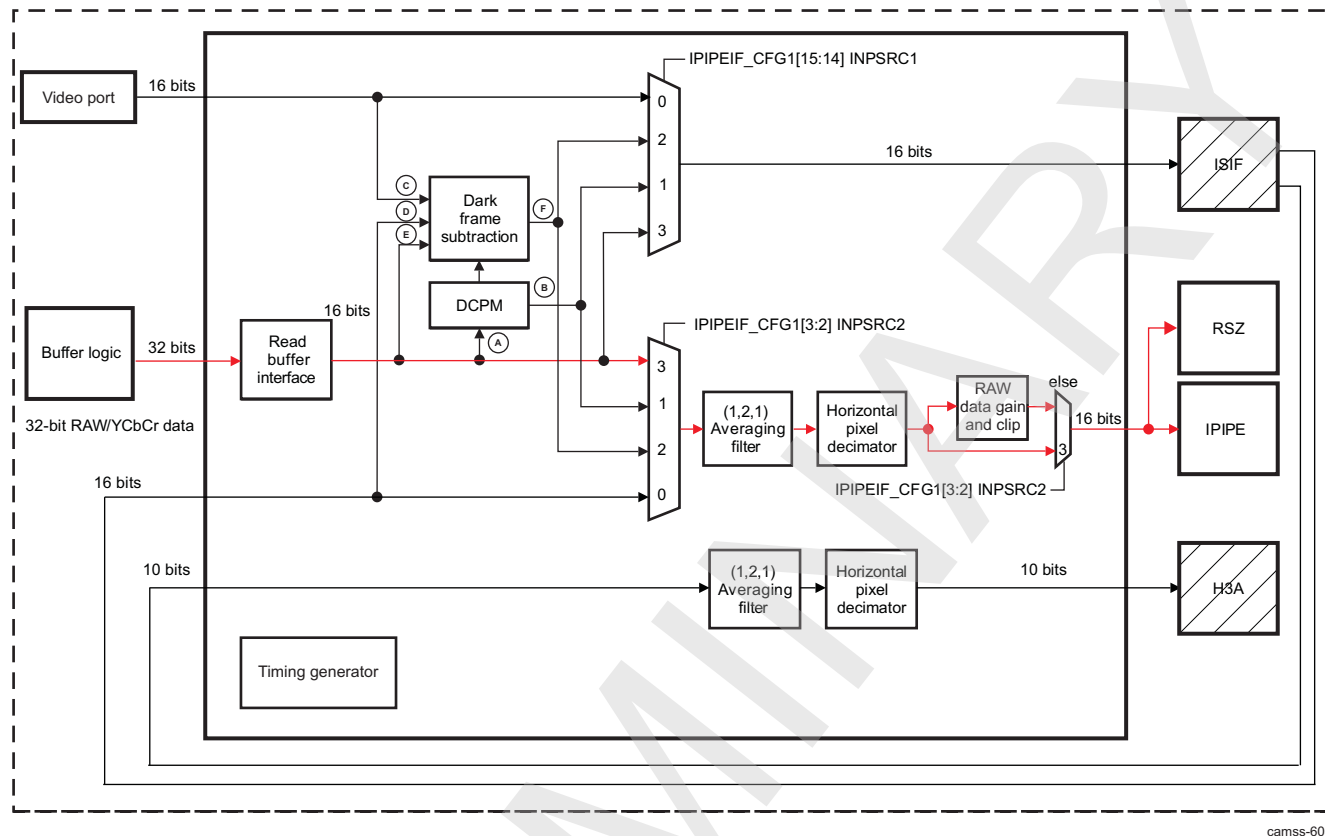 IPIPEIF_CFG1[15:14] INPSRC1
Video port
16 bits
0
2
1
3
16 bits
ISIF
C
D
E
Dark
frame
subtraction
F
DCPM
B
A
Buffer logic
32 bits
32-bit RAW/YCbCr data
Read
buffer
interface
16 bits
IPIPEIF_CFG1[3:2] INPSRC2
3
1
2
0
(1,2,1)
Averaging
filter
Horizontal
pixel
decimator
RAW
data gain
and clip
else
3
16 bits
IPIPEIF_CFG1[3:2] INPSRC2
RSZ
IPIPE
16 bits
10 bits
(1,2,1)
Averaging
filter
Horizontal
pixel
decimator
10 bits
H3A
Timing generator
MINARY
camss-60